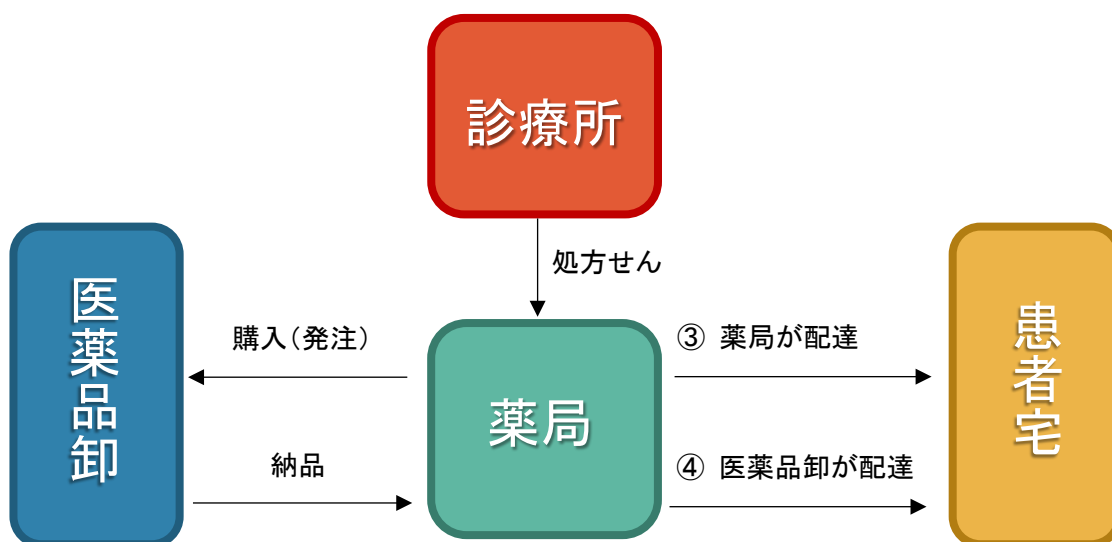 診療所
処方せん
医薬品卸
購入（発注）
納品
薬局
③ 薬局が配達
④ 医薬品卸が配達
患者宅